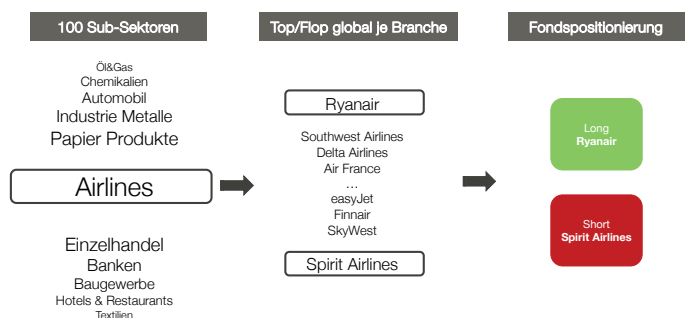 100 Sub-Sektoren
Öl&Gas
Chemikalien
Automobil
Industrie Metalle
Papier Produkte
Airlines
Einzelhandel
Banken
Baugewerbe
Hotels & Restaurants
Textilien
Top/Flop global je Branche
Ryanair
Southwest Airlines
Delta Airlines
Air France
...
easyJet
Finnair
SkyWest
Spirit Airlines
Fondspositionierung
Long
Ryanair
Short
Spirit Airlines